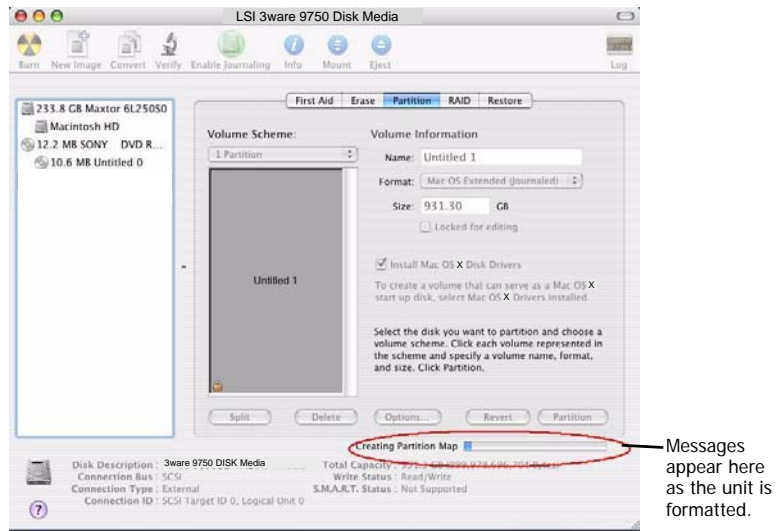 LSI 3ware 9750 Disk Media
Burn New Image Convert Verify Enable Journaling Info Mount Eject Log
233.8 GB Maxtor 6L250S0
Macintosh HD
12.2 MB SONY DVD R...
10.6 MB Untitled 0
First Aid Erase Partition RAID Restore
Volume Scheme:
1 Partition
Untitled 1
Volume Information
Name: Untitled 1
Format: Mac OS Extended (Journaled)
Size: 931.30 GB
Locked for editing
Install Mac OS X Disk Drivers
To create a volume that can serve as a Mac OS X
start up disk, select Mac OS X Drivers installed.
Select the disk you want to partition and choose a
volume scheme. Click each volume represented in
the scheme and specify a volume name, format,
and size. Click Partition.
Split Delete Options... Revert Partition
Creating Partition Map
Messages
appear here
as the unit is
formatted.
Disk Description : 3ware 9750 DISK Media
Connection Bus : SCSI
Connection Type : External
Connection ID : SCSI Target ID 0, Logical Unit 0
Total Capacity : 931.3 GB (999,978,696,704 Bytes)
Write Status : Read/Write
S.M.A.R.T. Status : Not Supported
?